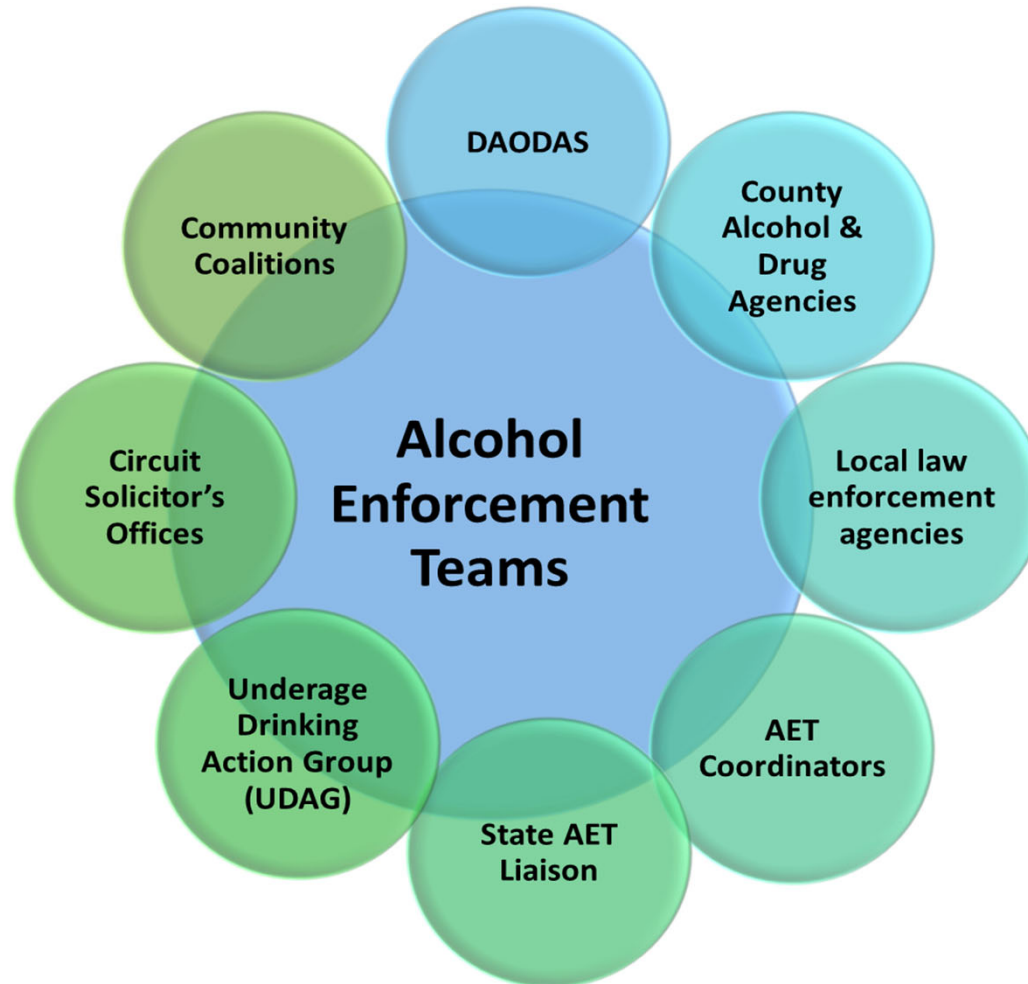 DAODAS
County
Alcohol &
Drug
Agencies
Local law
enforcement
agencies
AET
Coordinators
State AET
Liaison
Underage
Drinking
Action Group
(UDAG)
Circuit
Solicitor’s
Offices
Community
Coalitions
Alcohol
Enforcement
Teams